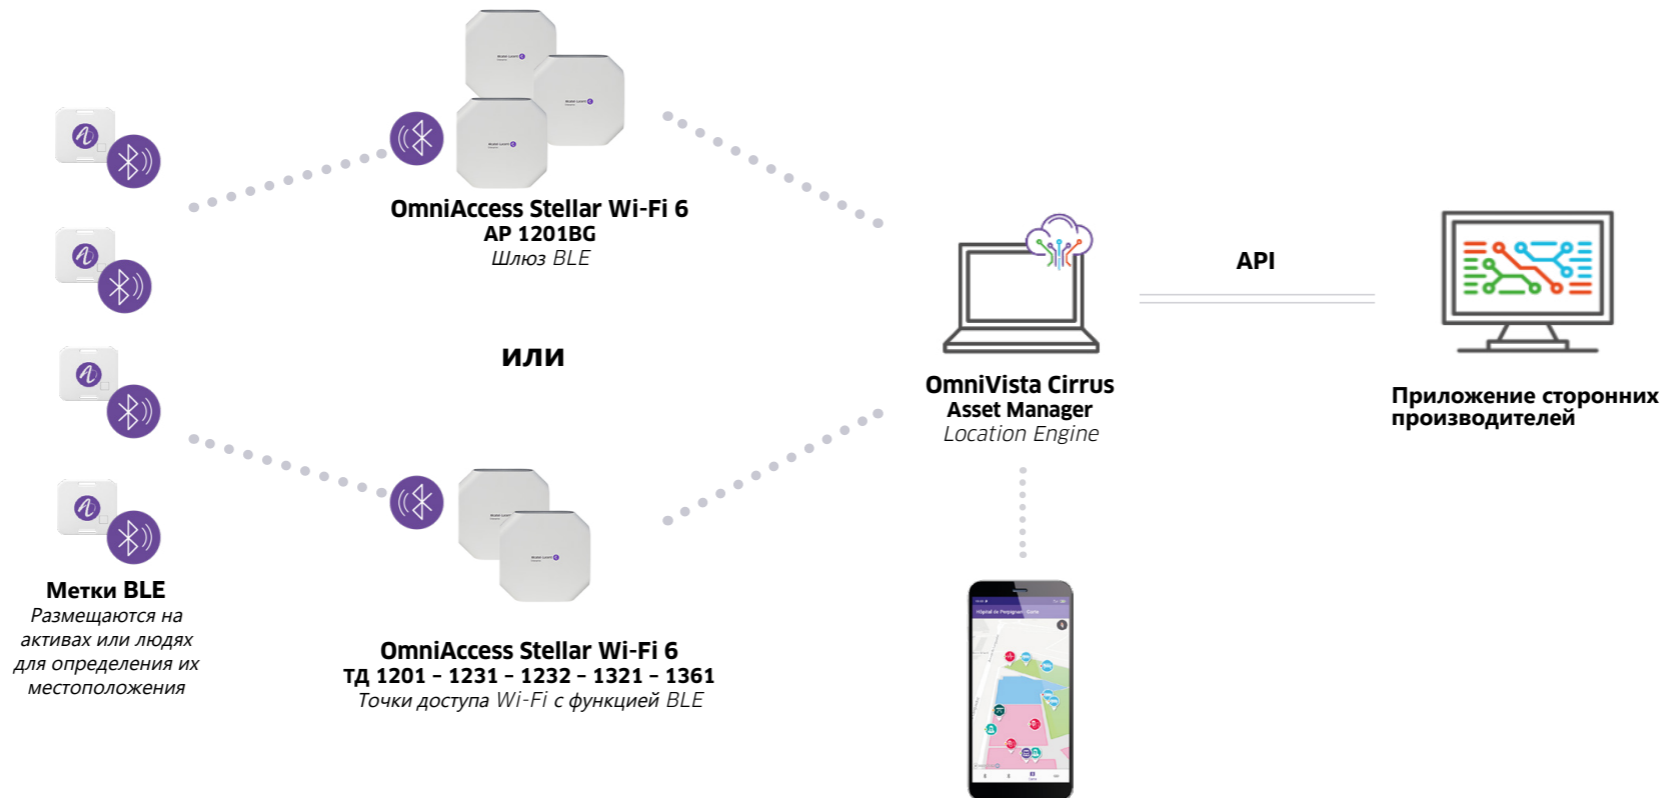 OmniAccess Stellar Wi-Fi 6
AP 1201BG
Шлюз BLE
или
OmniVista Cirrus
Asset Manager
Location Engine
API
Приложение сторонних
производителей
Метки BLE
Размещаются на
активах или людях
для определения их
местоположения
OmniAccess Stellar Wi-Fi 6
ТД 1201 – 1231 – 1232 – 1321 – 1361
Точки доступа Wi-Fi с функцией BLE